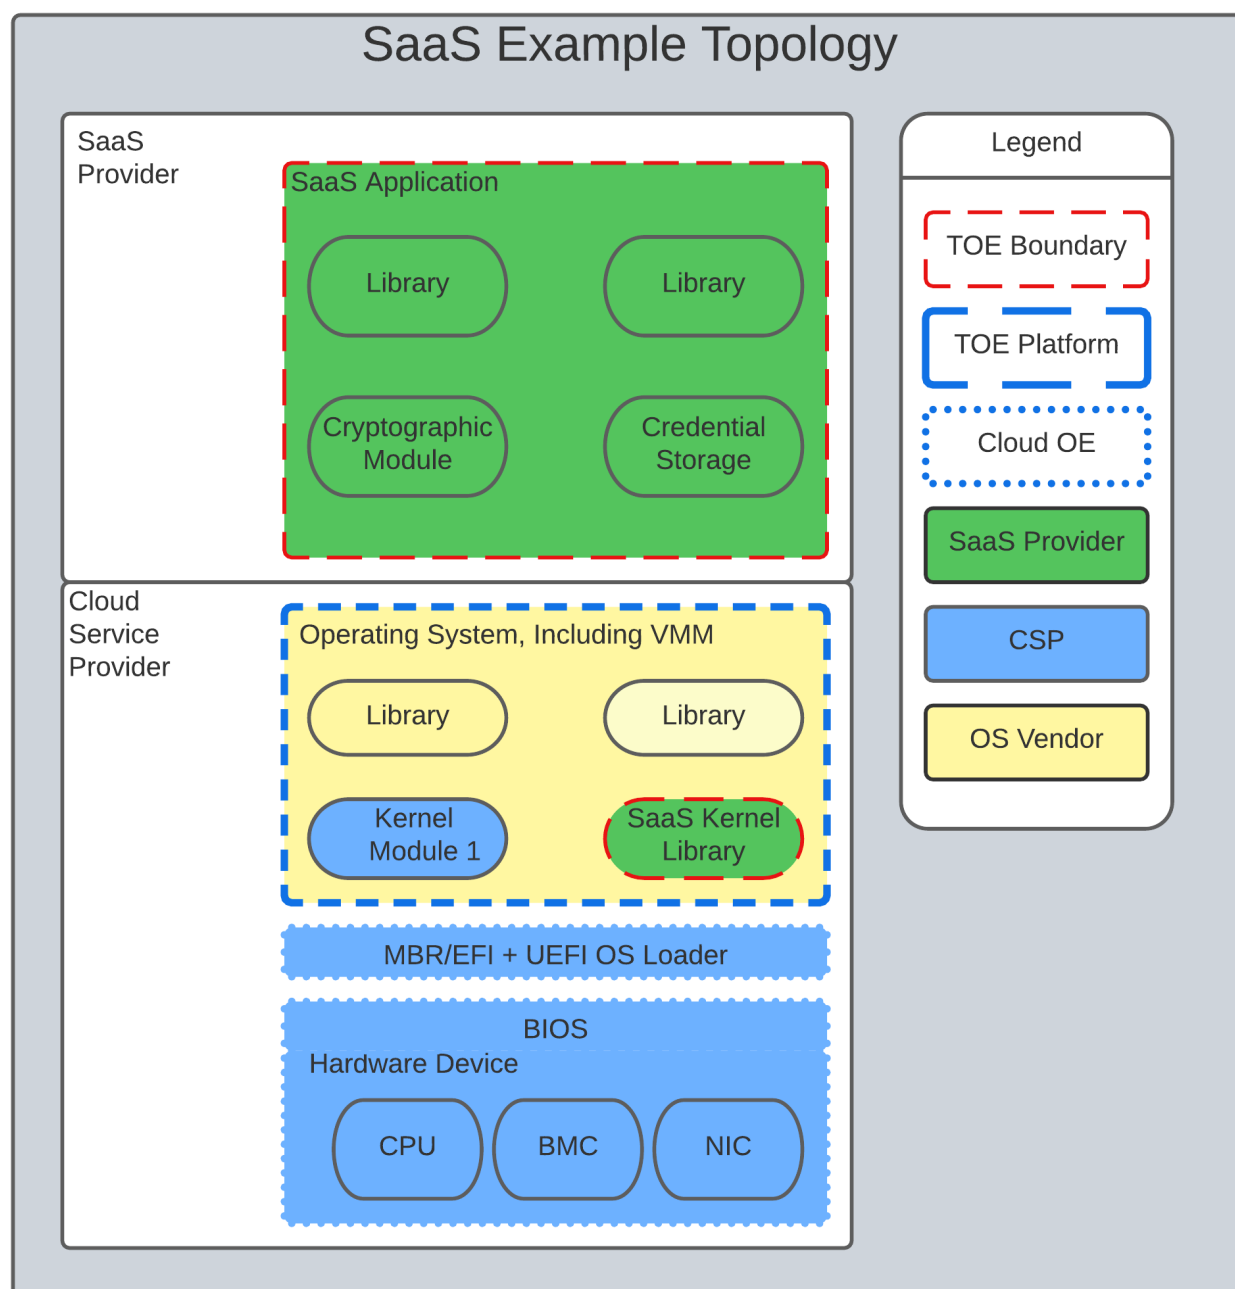 SaaS Example Topology
SaaS
Provider
SaaS Application
Library
Library
Cryptographic
Module
Credential
Storage
Cloud
Service
Provider
Operating System, Including VMM
Library
Library
Kernel
Module 1
SaaS Kernel
Library
MBR/EFI + UEFI OS Loader
BIOS
Hardware Device
CPU
BMC
NIC
Legend
TOE Boundary
TOE Platform
Cloud OE
SaaS Provider
CSP
OS Vendor